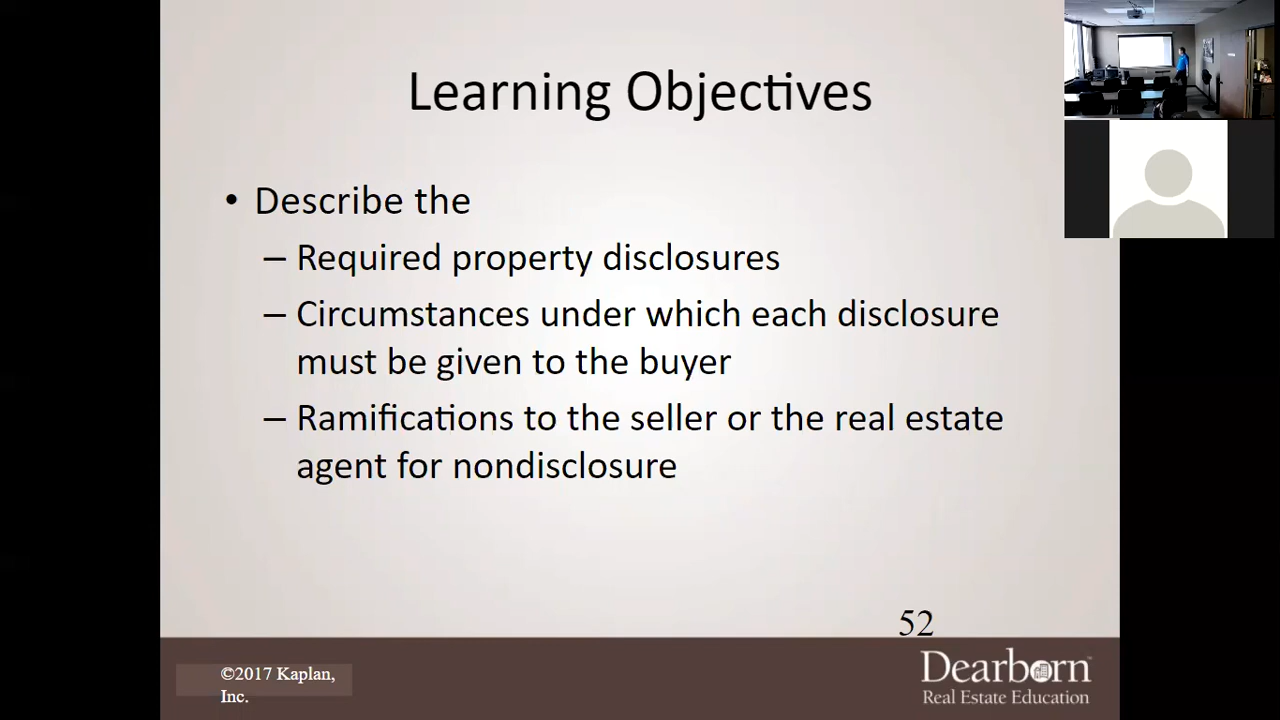 Learning Objectives
• Describe the
– Required property disclosures
– Circumstances under which each disclosure
must be given to the buyer
– Ramifications to the seller or the real estate
agent for nondisclosure
52
©2017 Kaplan,
Inc.
Dearborn
Real Estate Education